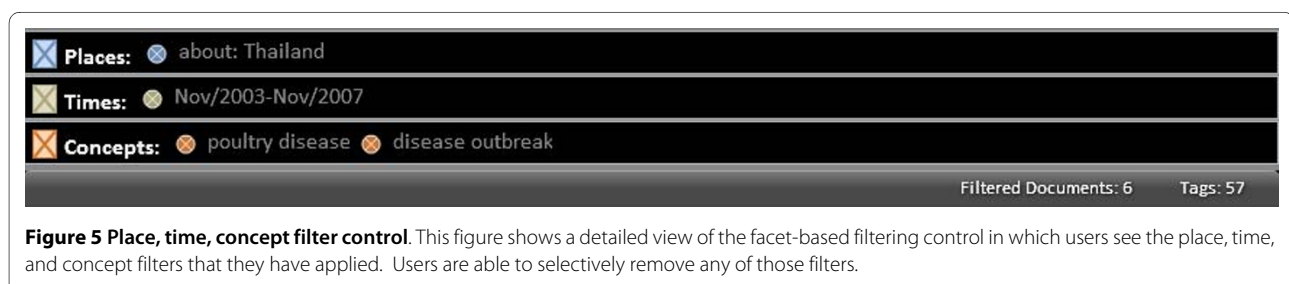 Places: about: Thailand
Times: Nov/2003-Nov/2007
Concepts: poultry disease disease outbreak
Filtered Documents: 6 Tags: 57
Figure 5 Place, time, concept filter control. This figure shows a detailed view of the facet-based filtering control in which users see the place, time,
and concept filters that they have applied. Users are able to selectively remove any of those filters.